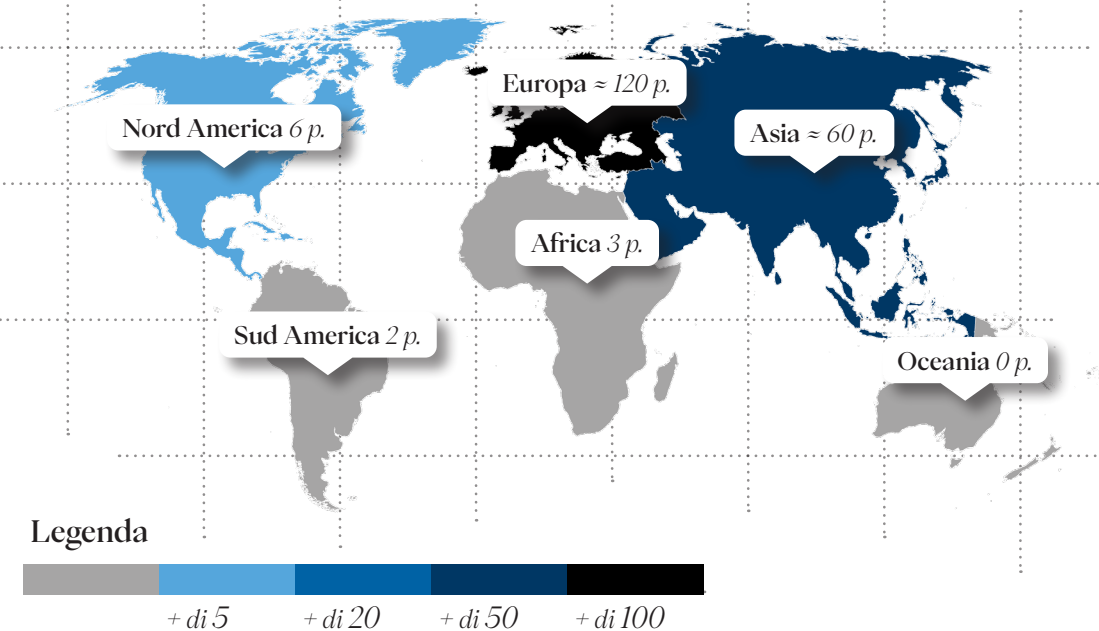 Europa ≈ 120 p.
Nord America 6 p.
Asia ≈ 60 p.
Africa 3 p.
Sud America 2 p.
Oceania 0 p.
Legenda
+ di 5
+ di 20
+ di 50
+ di 100